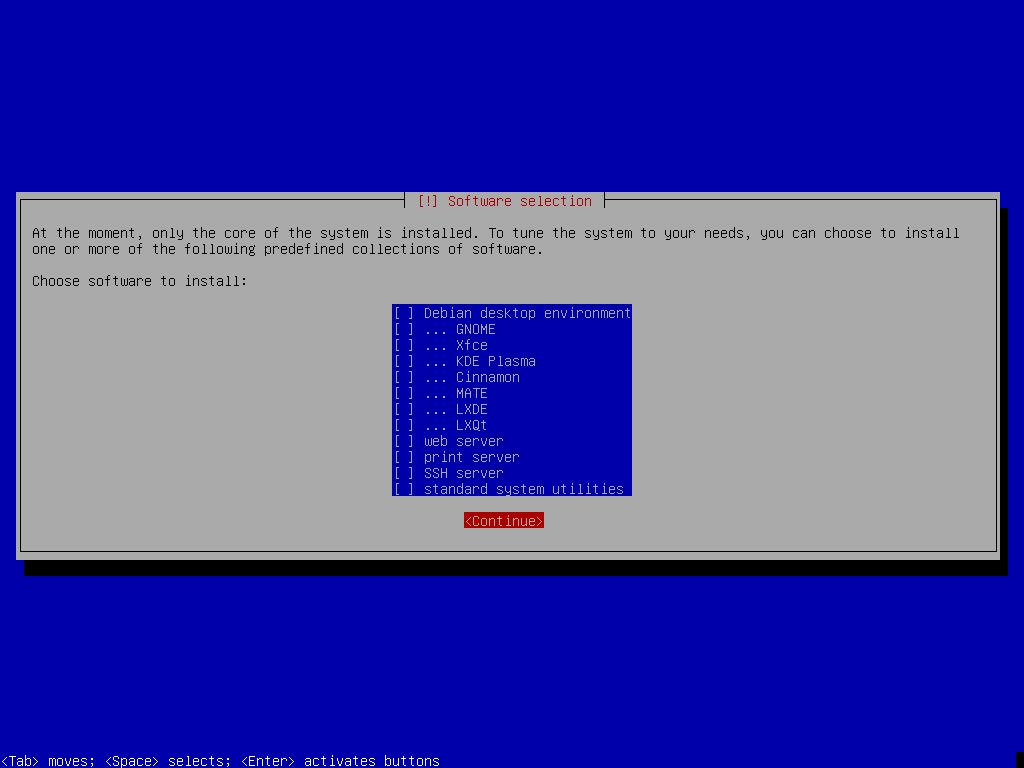 [!] Software selection
At the moment, only the core of the system is installed. To tune the system to your needs, you can choose to install
one or more of the following predefined collections of software.
Choose software to install:
[ ] Debian desktop environment
[ ] ... GNOME
[ ] ... Xfce
[ ] ... KDE Plasma
[ ] ... Cinnamon
[ ] ... MATE
[ ] ... LXDE
[ ] ... LXQt
[ ] web server
[ ] print server
[ ] SSH server
[ ] standard system utilities
<Continue>
<Tab> moves; <Space> selects; <Enter> activates buttons